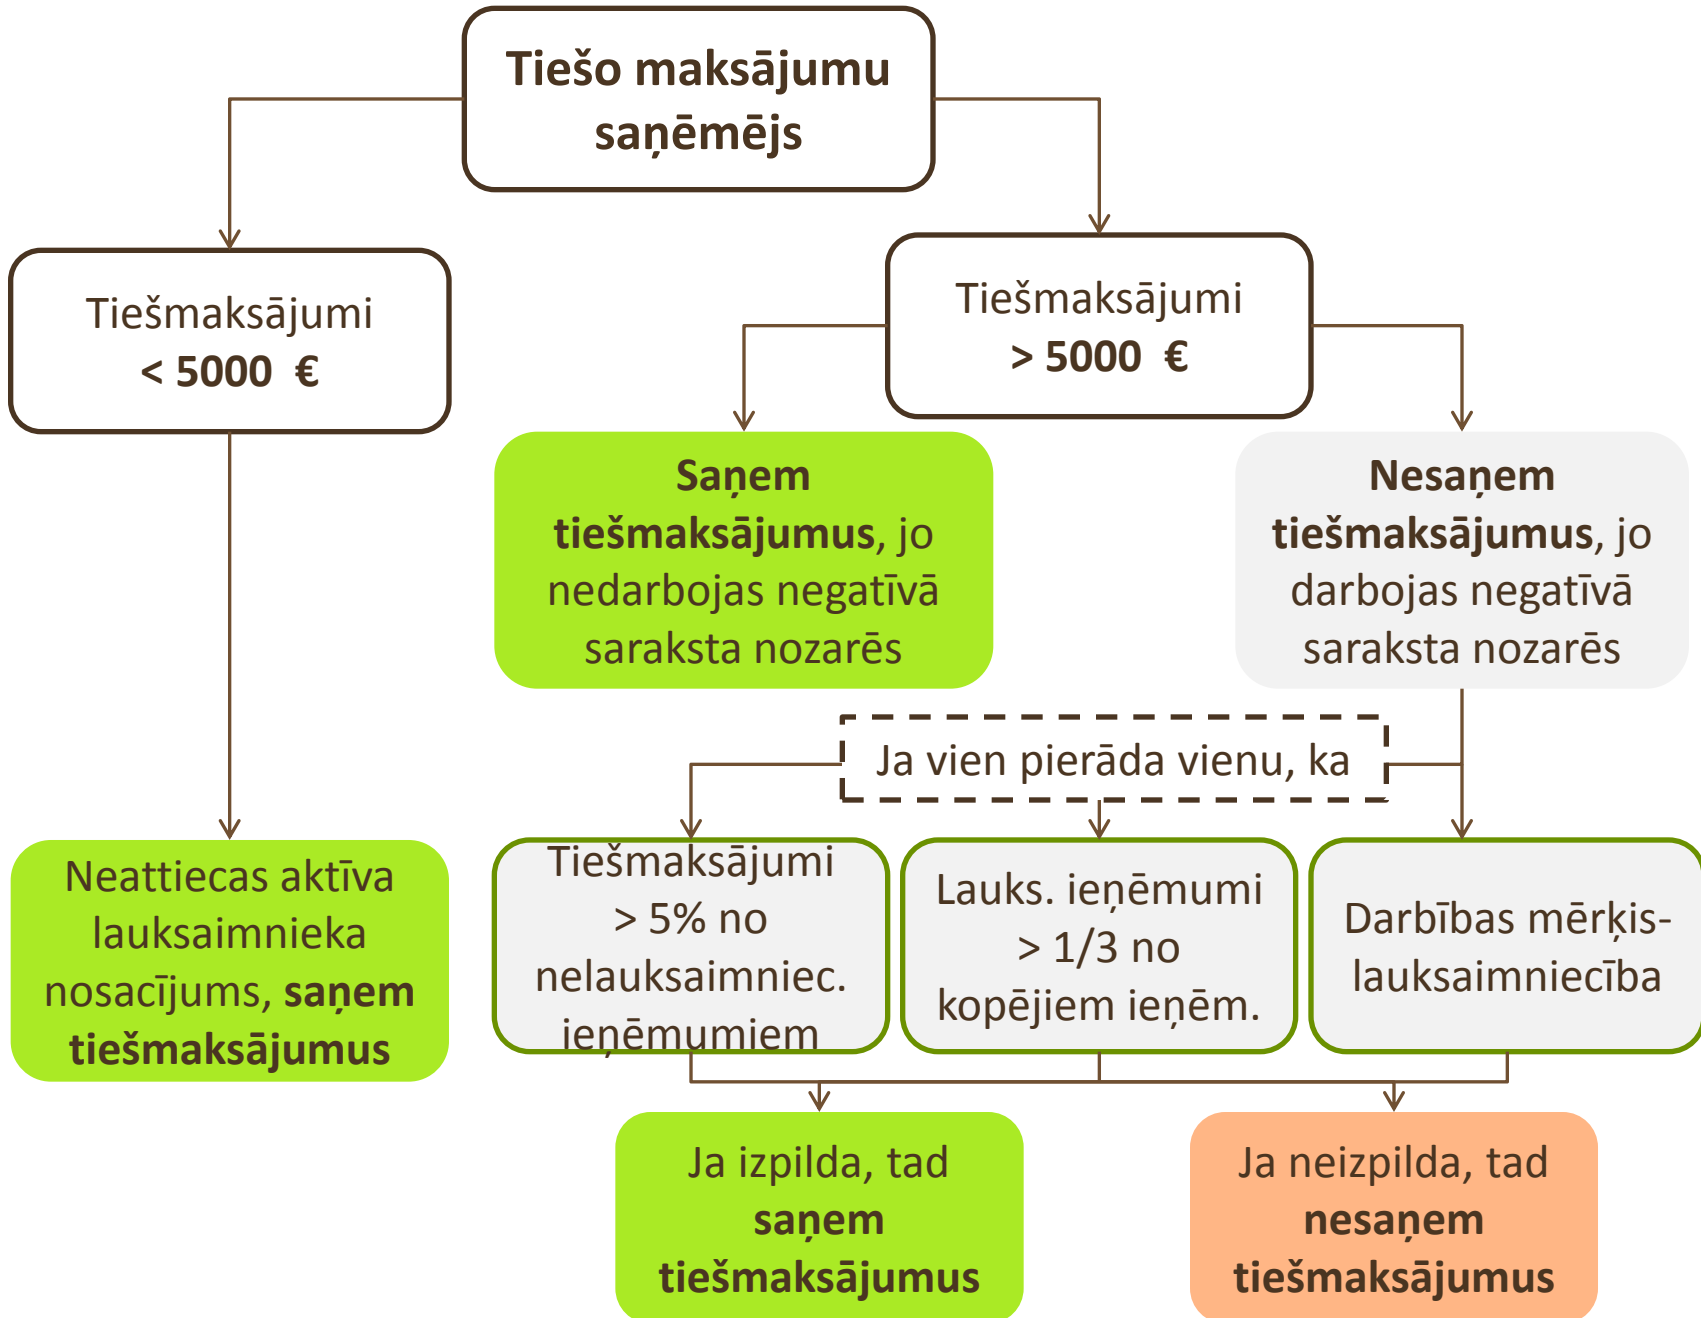 Tiešo maksājumu
saņēmējs
Tiešmaksājumi
< 5000 €
Tiešmaksājumi
> 5000 €
Saņem
tiešmaksājumus, jo
nedarbojas negatīvā
saraksta nozarēs
Nesaņem
tiešmaksājumus, jo
darbojas negatīvā
saraksta nozarēs
Ja vien pierāda vienu, ka
Neattiecas aktīva
lauksaimnieka
nosacījums, saņem
tiešmaksājumus
Tiešmaksājumi
> 5% no
nelauksaimniec.
ieņēmumiem
Lauks. ieņēmumi
> 1/3 no
kopējiem ieņēm.
Darbības mērķis-
lauksaimniecība
Ja izpilda, tad
saņem
tiešmaksājumus
Ja neizpilda, tad
nesaņem
tiešmaksājumus